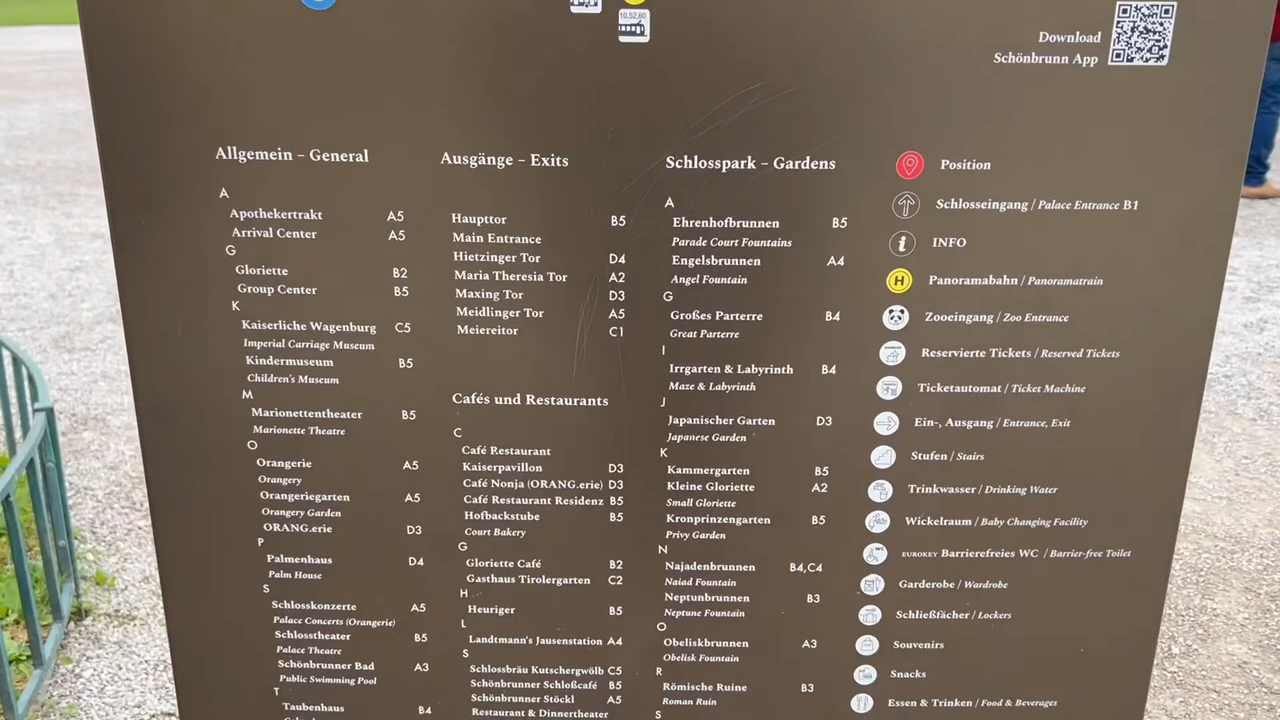 10,52,60
Download
Schönbrunn App
Allgemein – General
A
Apothekertrakt A5
Arrival Center A5
G
Gloriette B2
Group Center B5
K
Kaiserliche Wagenburg C5
Imperial Carriage Museum
Kindermuseum B5
Children's Museum
M
Marionettentheater B5
Marionette Theatre
O
Orangerie A5
Orangery
Orangeriegarten A5
Orangery Garden
ORANG.erie D3
P
Palmenhaus D4
Palm House
S
Schlosskonzerte A5
Palace Concerts (Orangerie)
Schlosstheater B5
Palace Theatre
Schönbrunner Bad A3
Public Swimming Pool
T
Taubenhaus B4
Ausgänge – Exits
Haupttor B5
Main Entrance
Hietzinger Tor D4
Maria Theresia Tor A2
Maxing Tor D3
Meidlinger Tor A5
Meiereitor C1
Cafés und Restaurants
C
Café Restaurant
Kaiserpavillon D3
Café Nonja (ORANG.erie) D3
Café Restaurant Residenz B5
Hofbackstube B5
Court Bakery
G
Gloriette Café B2
Gasthaus Tirolergarten C2
H
Heuriger B5
L
Landtmann's Jausenstation A4
S
Schlossbräu Kutschergwölb C5
Schönbrunner Schloßcafé B5
Schönbrunner Stöckl A5
Restaurant & Dinnertheater
Schlosspark – Gardens
A
Ehrenhofbrunnen B5
Parade Court Fountains
Engelsbrunnen A4
Angel Fountain
G
Großes Parterre B4
Great Parterre
I
Irrgarten & Labyrinth B4
Maze & Labyrinth
J
Japanischer Garten D3
Japanese Garden
K
Kammergarten B5
Kleine Gloriette A2
Small Gloriette
Kronprinzengarten B5
Privy Garden
N
Najadenbrunnen B4,C4
Naiad Fountain
Neptunbrunnen B3
Neptune Fountain
O
Obeliskbrunnen A3
Obelisk Fountain
R
Römische Ruine B3
Roman Ruin
S
Position
Schlosseingang / Palace Entrance B1
i INFO
H Panoramabahn / Panoramatrain
Zooeingang / Zoo Entrance
Reservierte Tickets / Reserved Tickets
Ticketautomat / Ticket Machine
Ein-, Ausgang / Entrance, Exit
Stufen / Stairs
Trinkwasser / Drinking Water
Wickelraum / Baby Changing Facility
WC EUROKEY Barrierefreies WC / Barrier-free Toilet
Garderobe / Wardrobe
Schließfächer / Lockers
Souvenirs
Snacks
Essen & Trinken / Food & Beverages